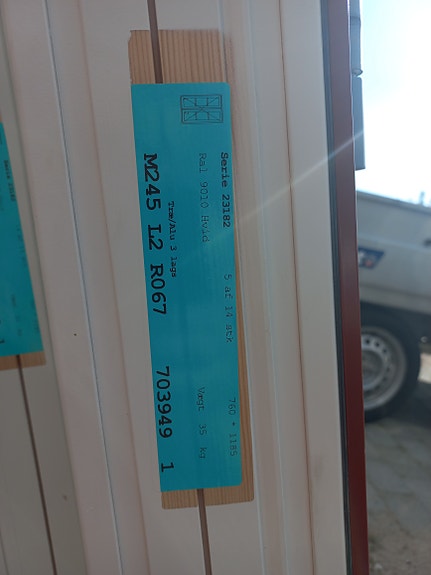 Serie 23182 5 af 14 stk 760 * 1185
Ral 9010 Hvid Vægt 35 kg
Træ/Alu 3 lags
M245 L2 R067 703949 1